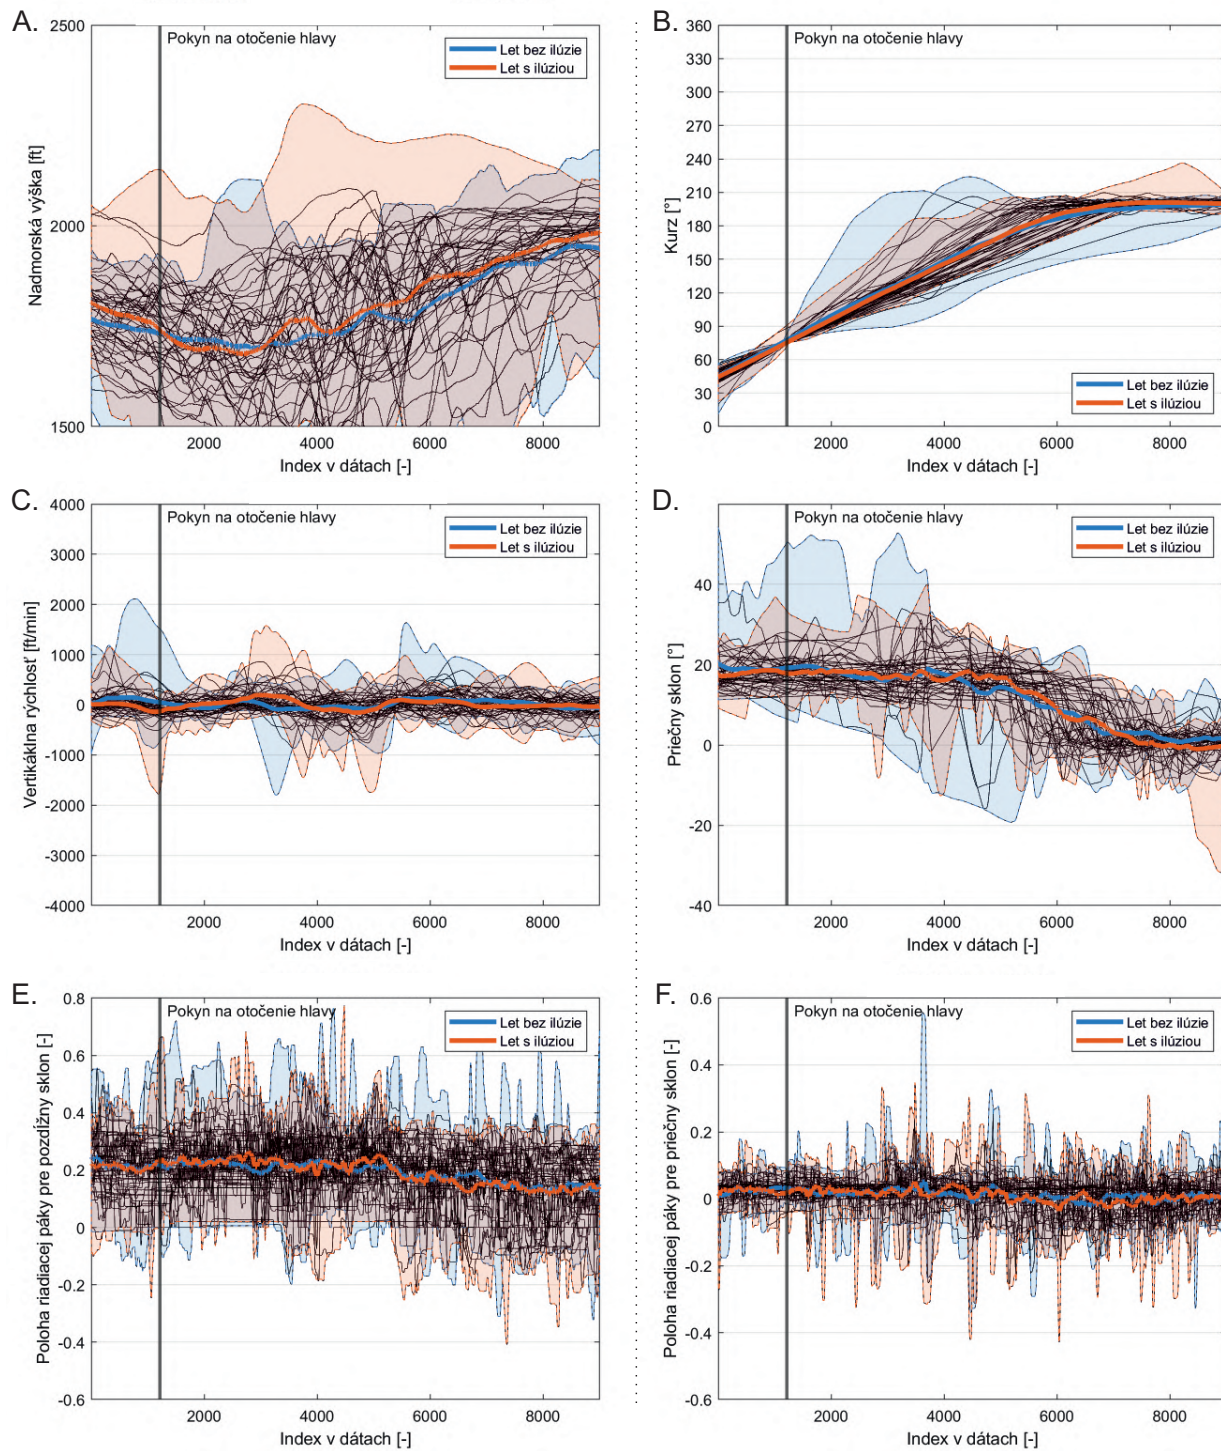 A.
2500
2000
1500
Nadmorská výška [ft]
Pokyn na otočenie hlavy
Let bez ilúzie
Let s ilúziou
2000 4000 6000 8000
Index v dátach [-]
B.
360
330
300
270
240
210
180
150
120
90
60
30
0
Kurz [°]
Pokyn na otočenie hlavy
Let bez ilúzie
Let s ilúziou
2000 4000 6000 8000
Index v dátach [-]
C.
4000
3000
2000
1000
0
-1000
-2000
-3000
-4000
Vertikáklna rýchlosť [ft/min]
Pokyn na otočenie hlavy
Let bez ilúzie
Let s ilúziou
2000 4000 6000 8000
Index v dátach [-]
D.
40
20
0
-20
-40
Priečny sklon [°]
Pokyn na otočenie hlavy
Let bez ilúzie
Let s ilúziou
2000 4000 6000 8000
Index v dátach [-]
E.
0.8
0.6
0.4
0.2
0
-0.2
-0.4
-0.6
Poloha riadiacej páky pre pozdĺžny sklon [-]
Pokyn na otočenie hlavy
Let bez ilúzie
Let s ilúziou
2000 4000 6000 8000
Index v dátach [-]
F.
0.6
0.4
0.2
0
-0.2
-0.4
-0.6
Poloha riadiacej páky pre priečny sklon [-]
Pokyn na otočenie hlavy
Let bez ilúzie
Let s ilúziou
2000 4000 6000 8000
Index v dátach [-]